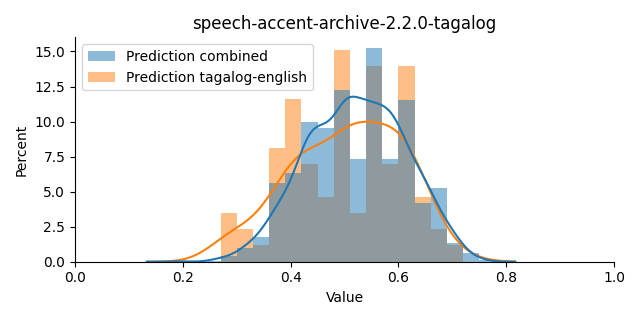 speech-accent-archive-2.2.0-tagalog
Prediction combined
Prediction tagalog-english
15.0
12.5
10.0
7.5
5.0
2.5
0.0
Percent
0.0 0.2 0.4 0.6 0.8 1.0
Value